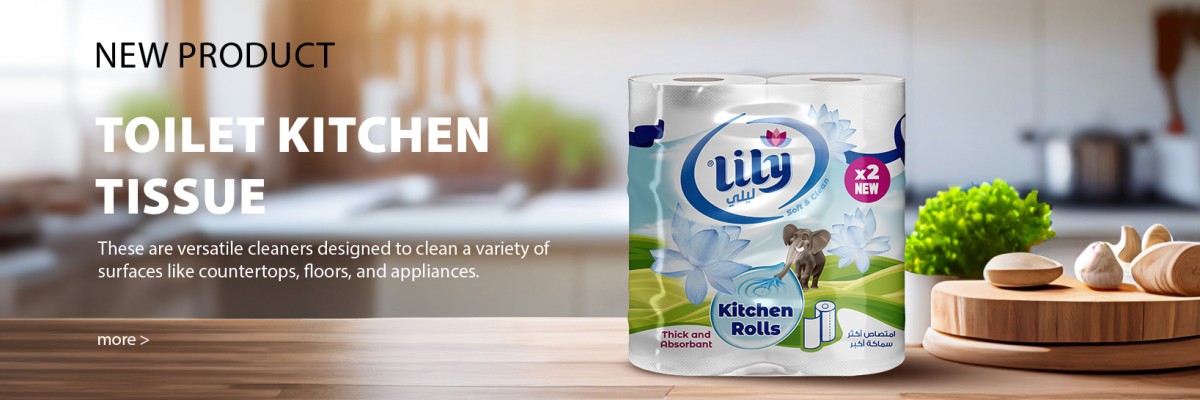 NEW PRODUCT
TOILET KITCHEN
TISSUE
These are versatile cleaners designed to clean a variety of
surfaces like countertops, floors, and appliances.
more >
® lily
ليلي
Soft & Clean
x2
NEW
Kitchen
Rolls
Thick and
Absorbant
امتصاص أكثر
سماكة أكبر